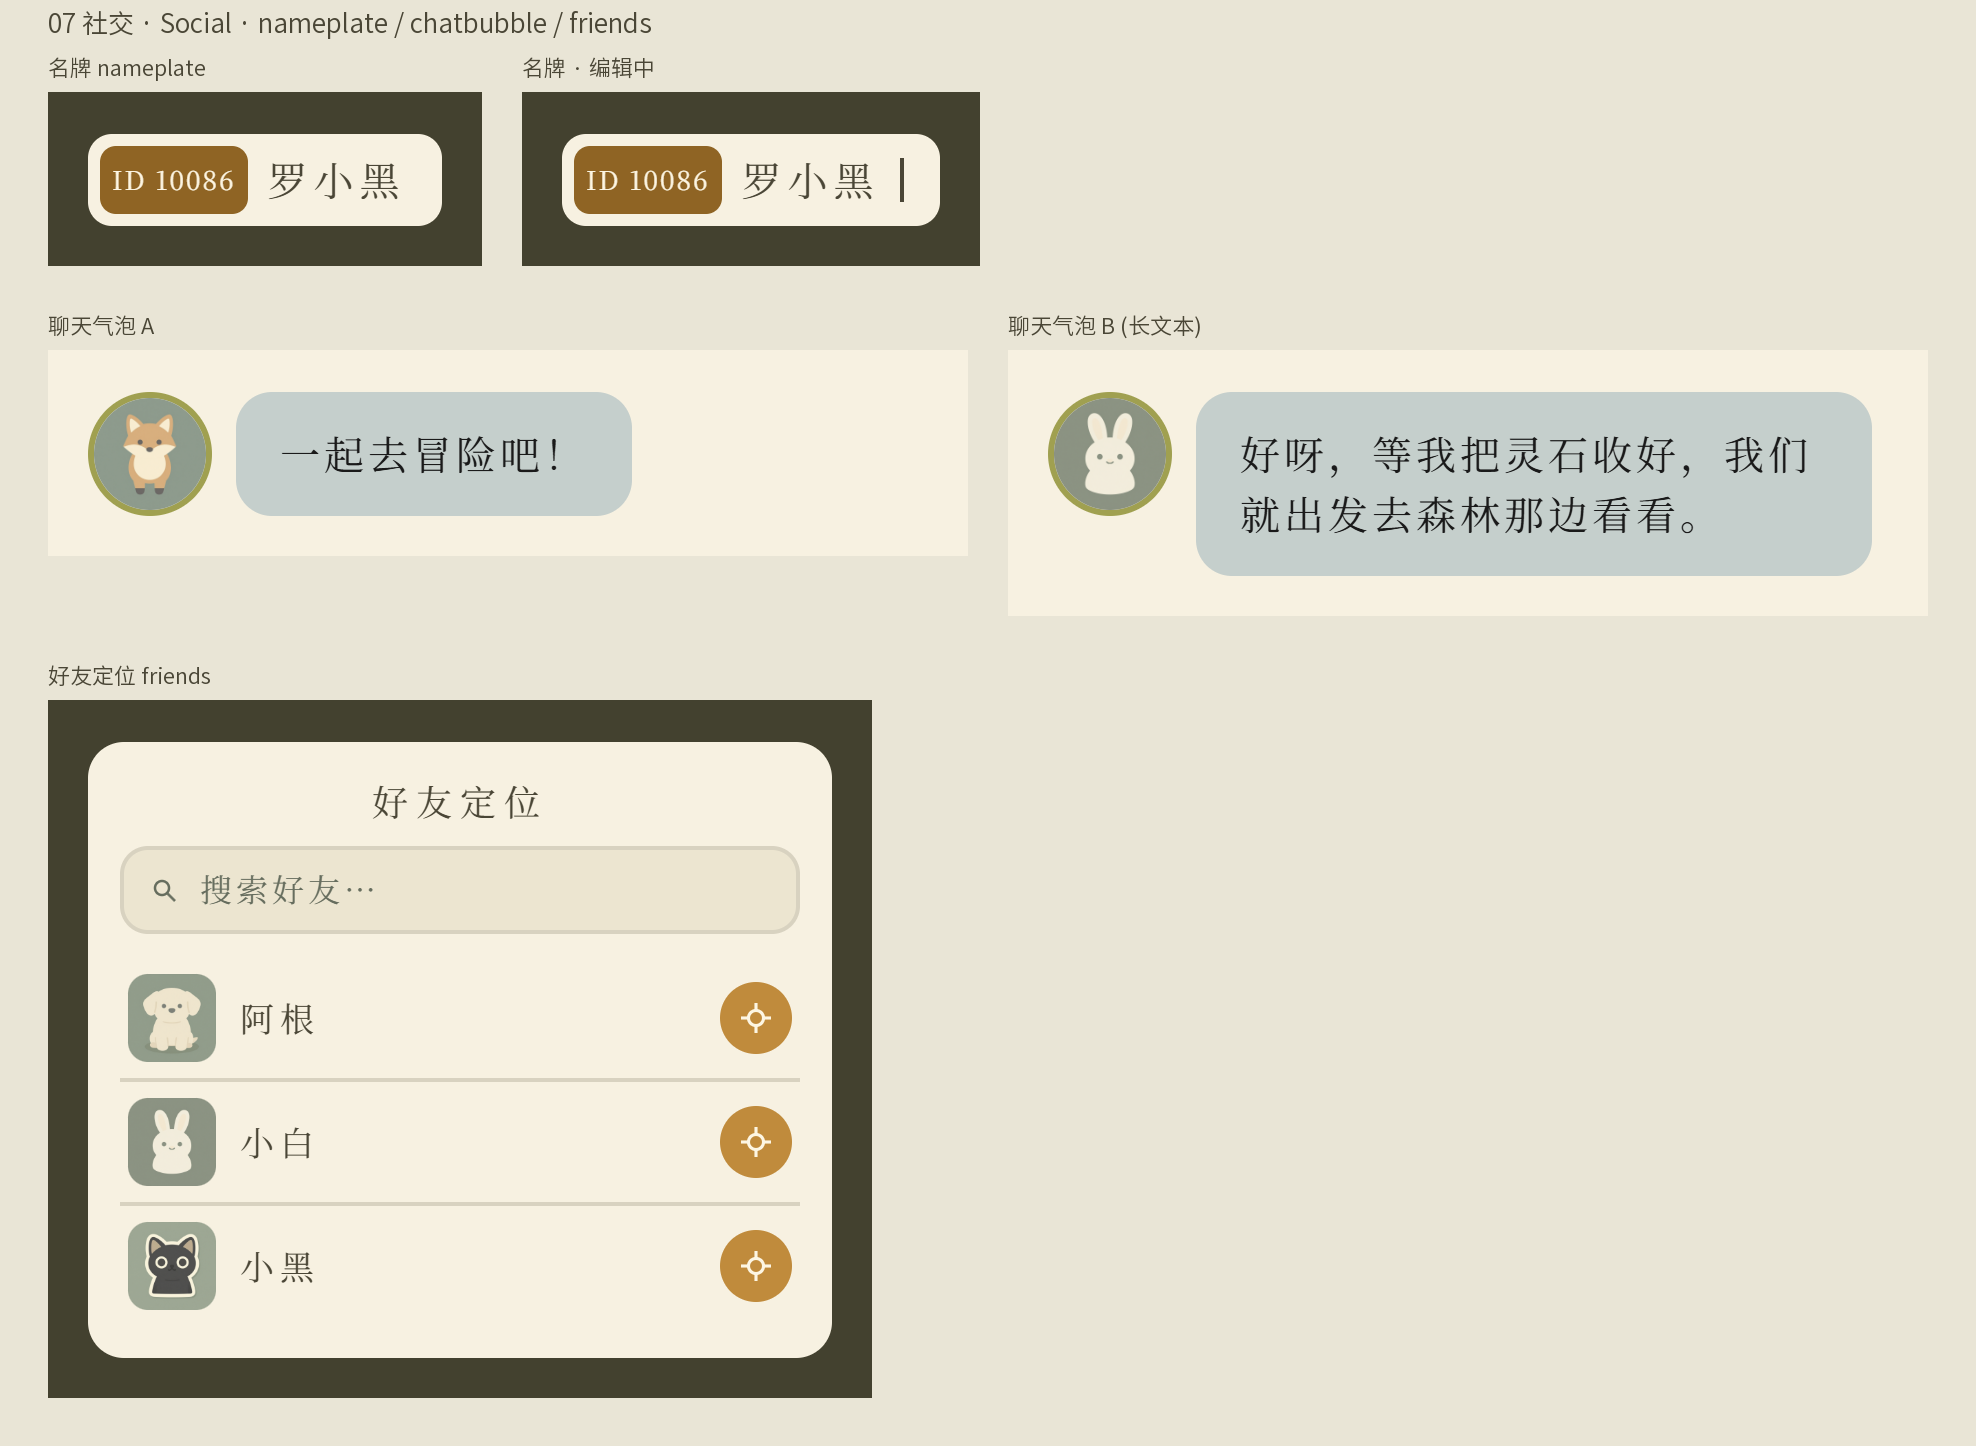 07 社交 · Social · nameplate / chatbubble / friends
名牌 nameplate
名牌 · 编辑中
ID 10086 罗小黑
ID 10086 罗小黑
聊天气泡 A
聊天气泡 B (长文本)
一起去冒险吧！
好呀，等我把灵石收好，我们
就出发去森林那边看看。
好友定位 friends
好友定位
搜索好友…
阿根
小白
小黑